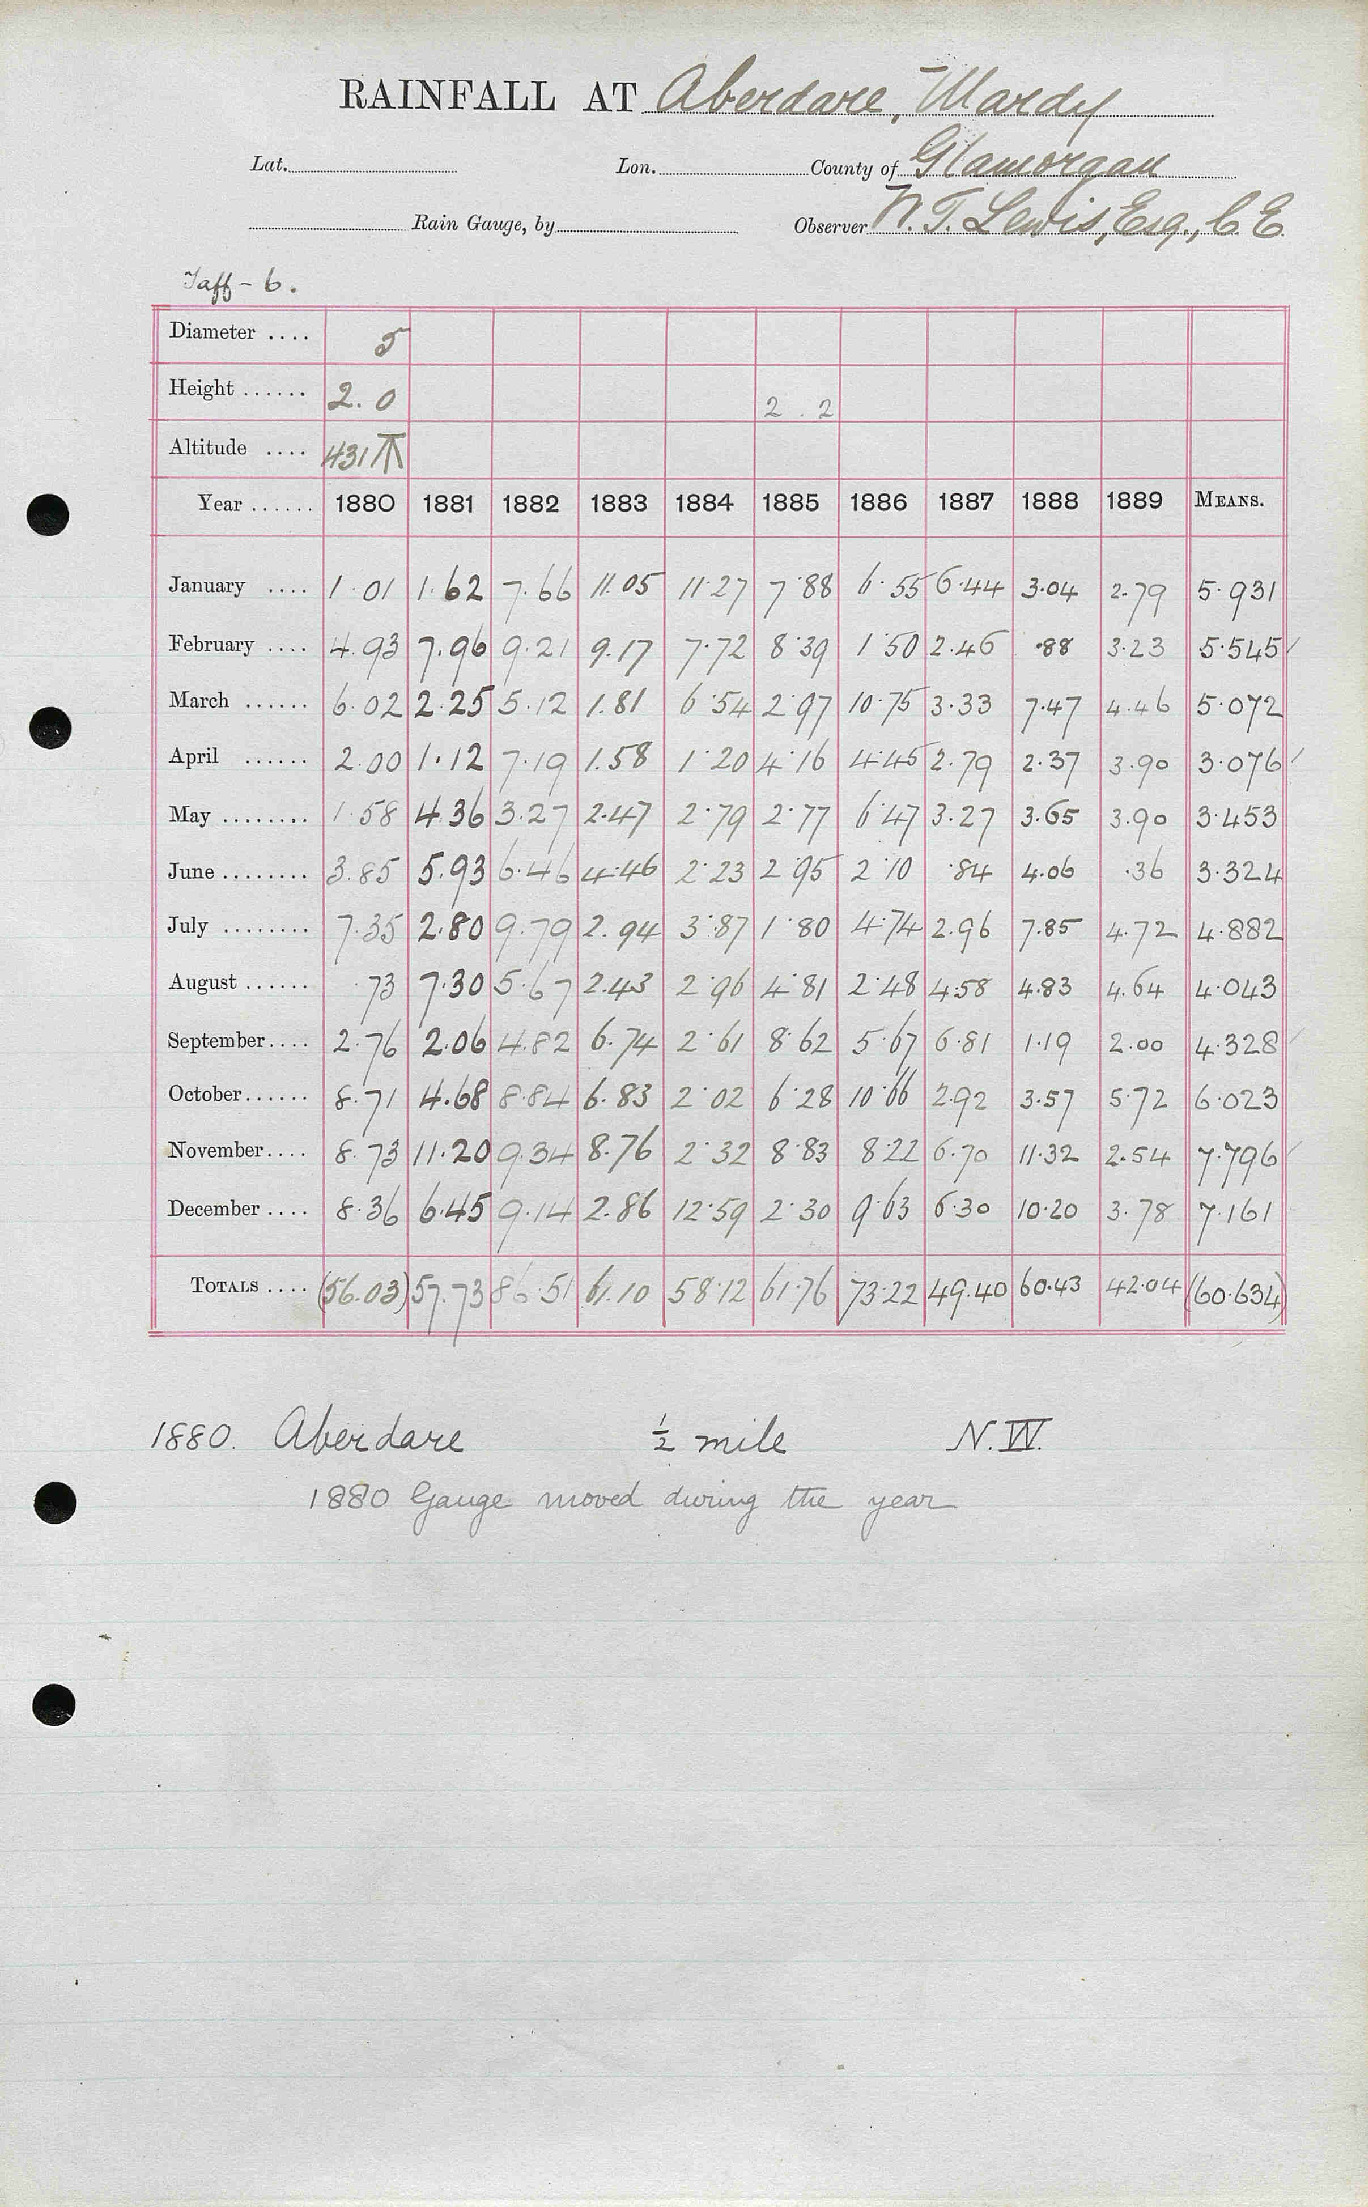 RAINFALL AT Aberdare, Mardy
Lat. Lon. County of Glamorgan
Rain Gauge, by Observer W. T. Lewis, Esq., C.E.
Taff - 6.
Diameter .... 5
Height ...... 2.0 2.2
Altitude .... 431
Year ...... 1880 1881 1882 1883 1884 1885 1886 1887 1888 1889 MEANS.
January .... 1.01 1.62 7.66 11.05 11.27 7.88 6.55 6.44 3.04 2.79 5.931
February .... 4.93 7.96 9.21 9.17 7.72 8.39 1.50 2.46 .88 3.23 5.545
March ...... 6.02 2.25 5.12 1.81 6.54 2.97 10.75 3.33 7.47 4.46 5.072
April ...... 2.00 1.12 7.19 1.58 1.20 4.16 4.45 2.79 2.37 3.90 3.076
May ........ 1.58 4.36 3.27 2.47 2.79 2.77 6.47 3.27 3.65 3.90 3.453
June ........ 3.85 5.93 6.46 4.46 2.23 2.95 2.10 .84 4.06 .36 3.324
July ........ 7.35 2.80 9.79 2.94 3.87 1.80 4.74 2.96 7.85 4.72 4.882
August ...... .73 7.30 5.67 2.43 2.96 4.81 2.48 4.58 4.83 4.64 4.043
September.... 2.76 2.06 4.82 6.74 2.61 8.62 5.67 6.81 1.19 2.00 4.328
October...... 8.71 4.68 8.84 6.83 2.02 6.28 10.66 2.92 3.57 5.72 6.023
November.... 8.73 11.20 9.34 8.76 2.32 8.83 8.22 6.70 11.32 2.54 7.796
December .... 8.36 6.45 9.14 2.86 12.59 2.30 9.63 6.30 10.20 3.78 7.161
TOTALS .... (56.03) 57.73 86.51 61.10 58.12 61.76 73.22 49.40 60.43 42.04 (60.634)
1880. Aberdare ½ mile N.W.
1880 Gauge moved during the year